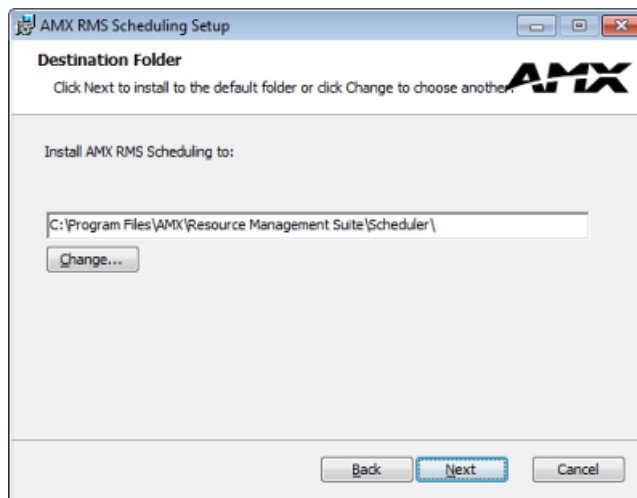 AMX RMS Scheduling Setup
Destination Folder
Click Next to install to the default folder or click Change to choose another.
AMX
Install AMX RMS Scheduling to:
C:\Program Files\AMX\Resource Management Suite\Scheduler\
Change...
Back Next Cancel